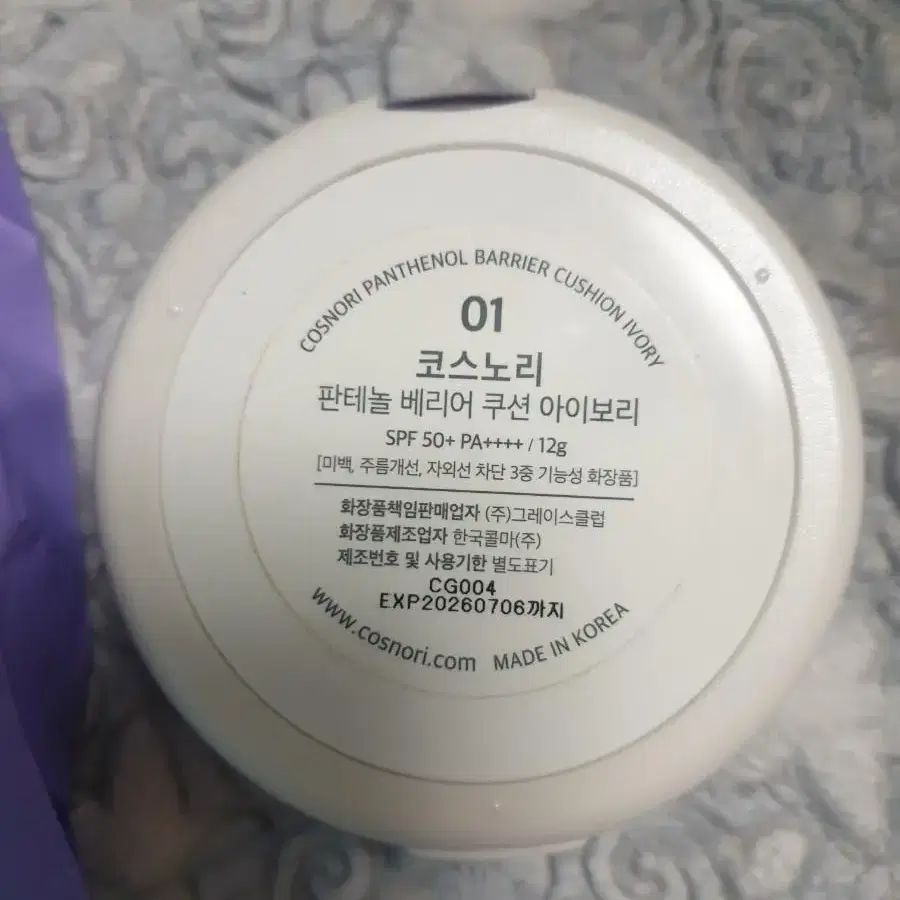 COSNORI PANTHENOL BARRIER CUSHION IVORY
01
코스노리
판테놀 베리어 쿠션 아이보리
SPF 50+ PA++++ / 12g
[미백, 주름개선, 자외선 차단 3중 기능성 화장품]
화장품책임판매업자 (주)그레이스클럽
화장품제조업자 한국콜마(주)
제조번호 및 사용기한 별도표기
CG004
EXP20260706까지
www.cosnori.com MADE IN KOREA